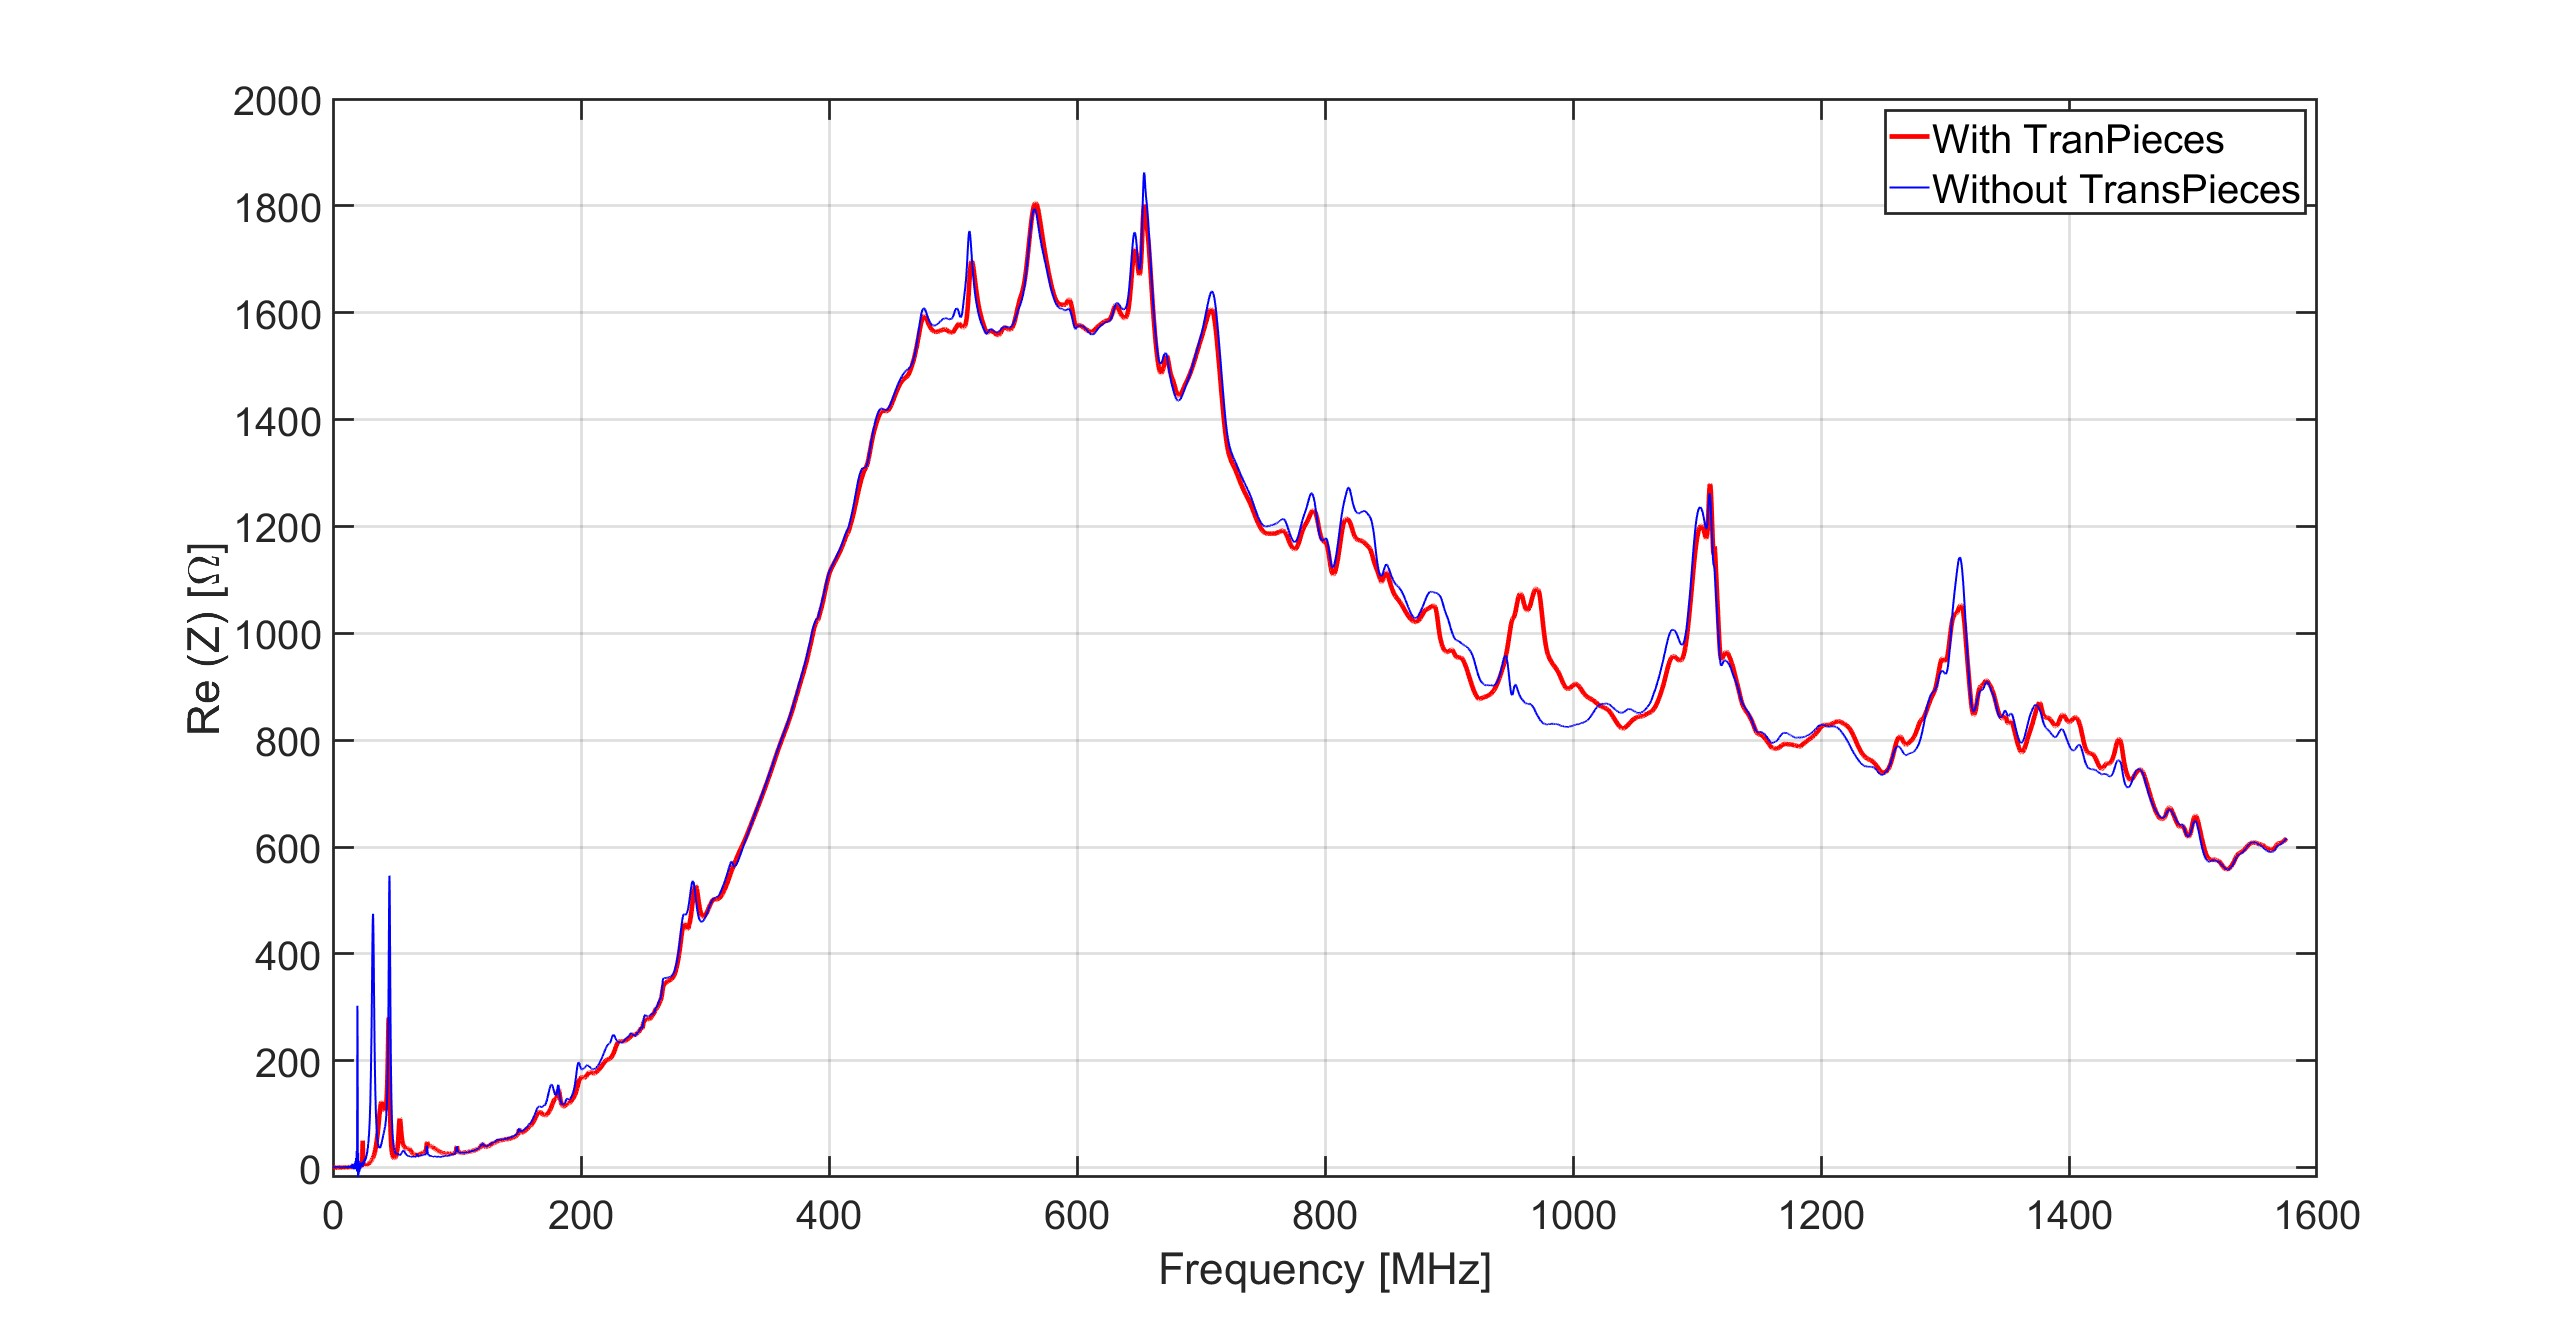 2000
1800
1600
1400
1200
1000
800
600
400
200
0
Re (Z) [Ω]
With TranPieces
Without TransPieces
0 200 400 600 800 1000 1200 1400 1600
Frequency [MHz]